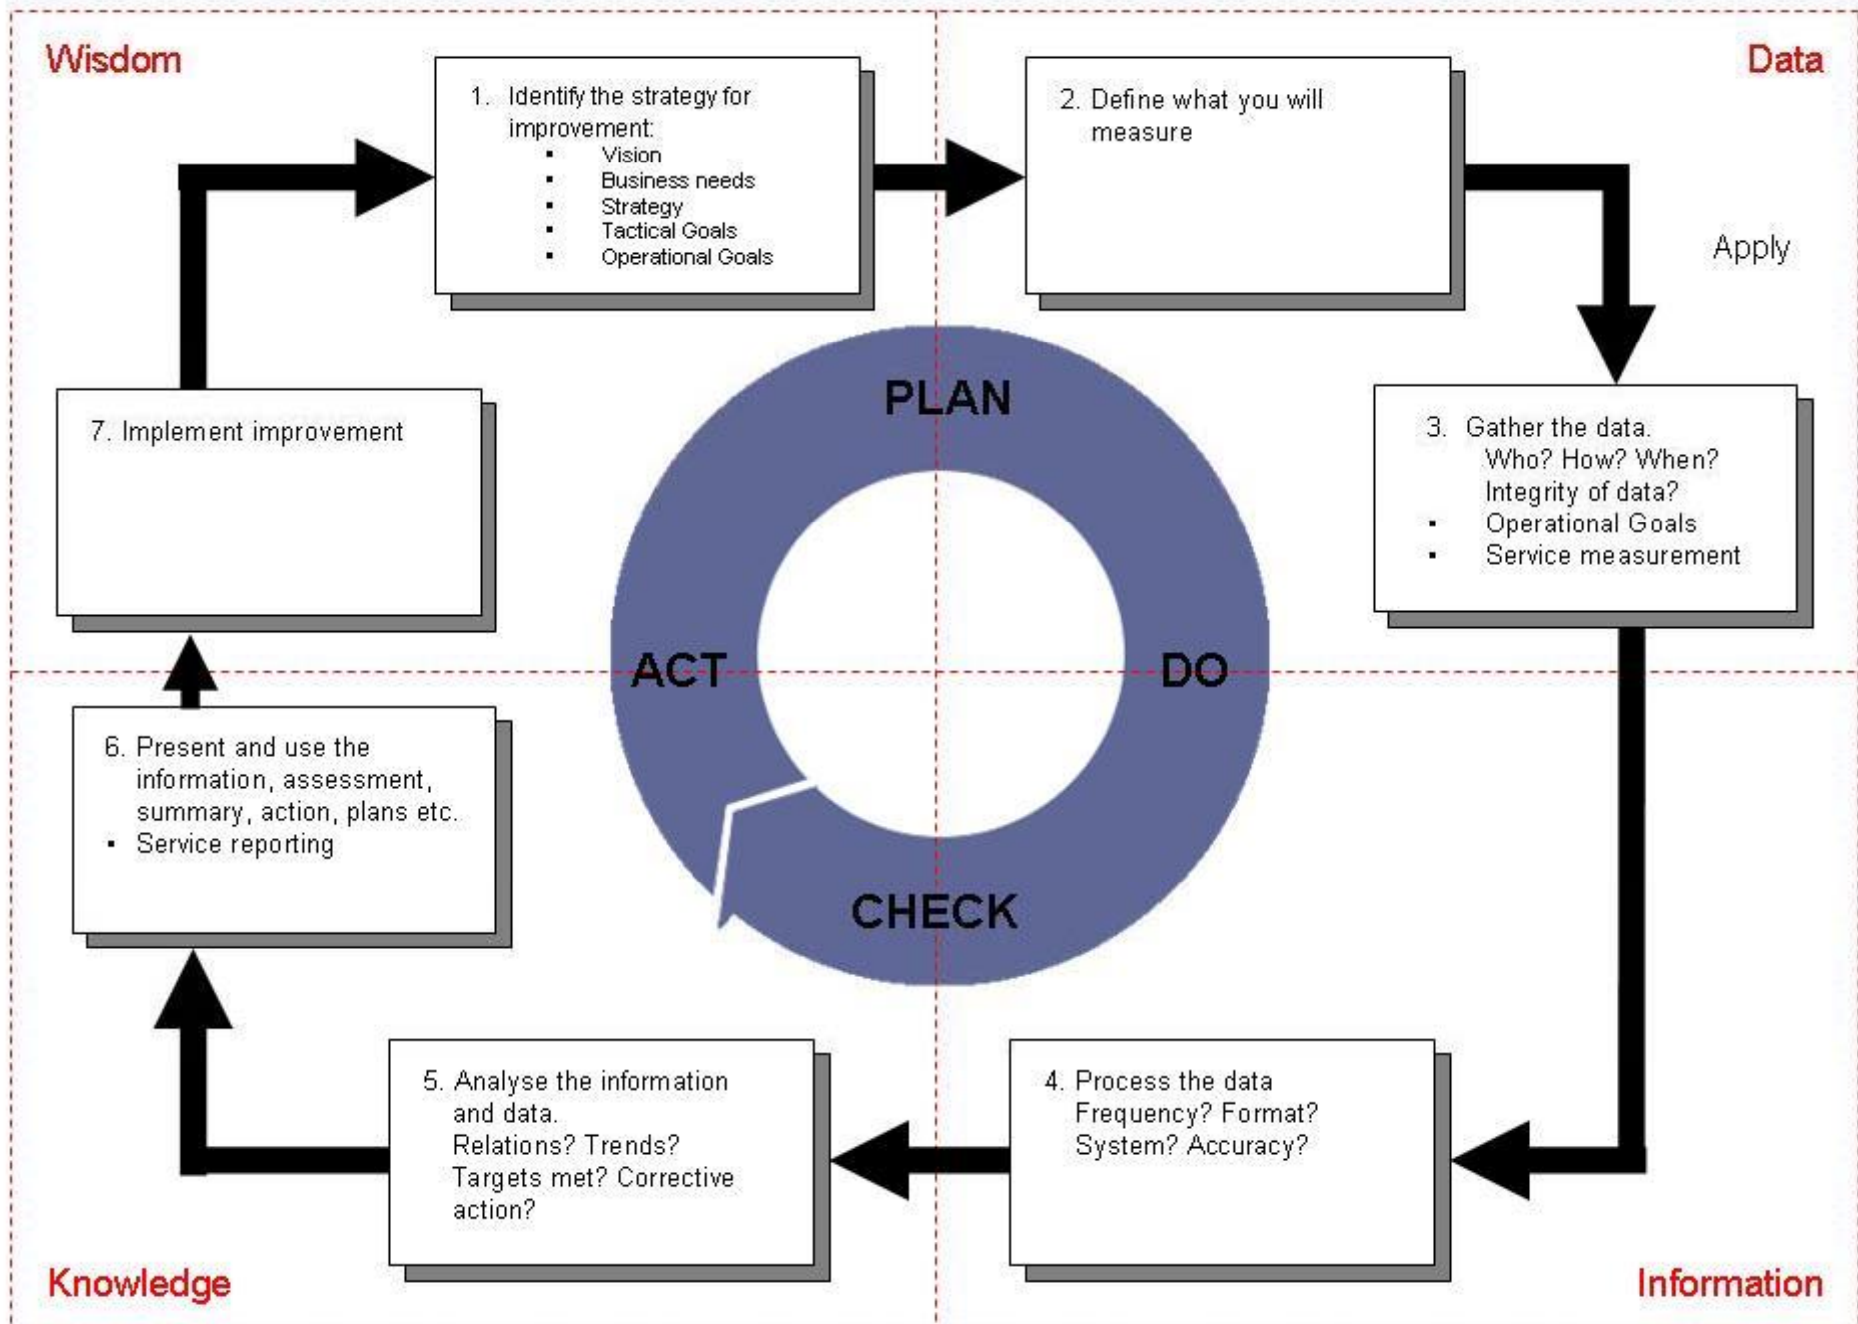 Wisdom
Data
1. Identify the strategy for
improvement:
▪ Vision
▪ Business needs
▪ Strategy
▪ Tactical Goals
▪ Operational Goals
2. Define what you will
measure
Apply
3. Gather the data.
Who? How? When?
Integrity of data?
▪ Operational Goals
▪ Service measurement
4. Process the data
Frequency? Format?
System? Accuracy?
5. Analyse the information
and data.
Relations? Trends?
Targets met? Corrective
action?
6. Present and use the
information, assessment,
summary, action, plans etc.
▪ Service reporting
7. Implement improvement
PLAN
DO
CHECK
ACT
Knowledge
Information